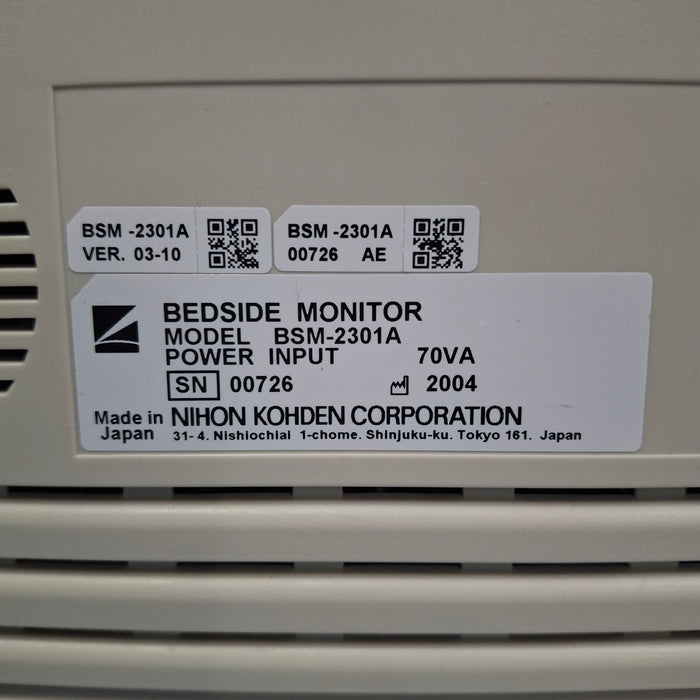 BSM -2301A
VER. 03-10
BSM -2301A
00726 AE
BEDSIDE MONITOR
MODEL BSM-2301A
POWER INPUT 70VA
SN 00726 2004
Made in Japan NIHON KOHDEN CORPORATION
31-4. Nishiochiai 1-chome. Shinjuku-ku. Tokyo 161. Japan